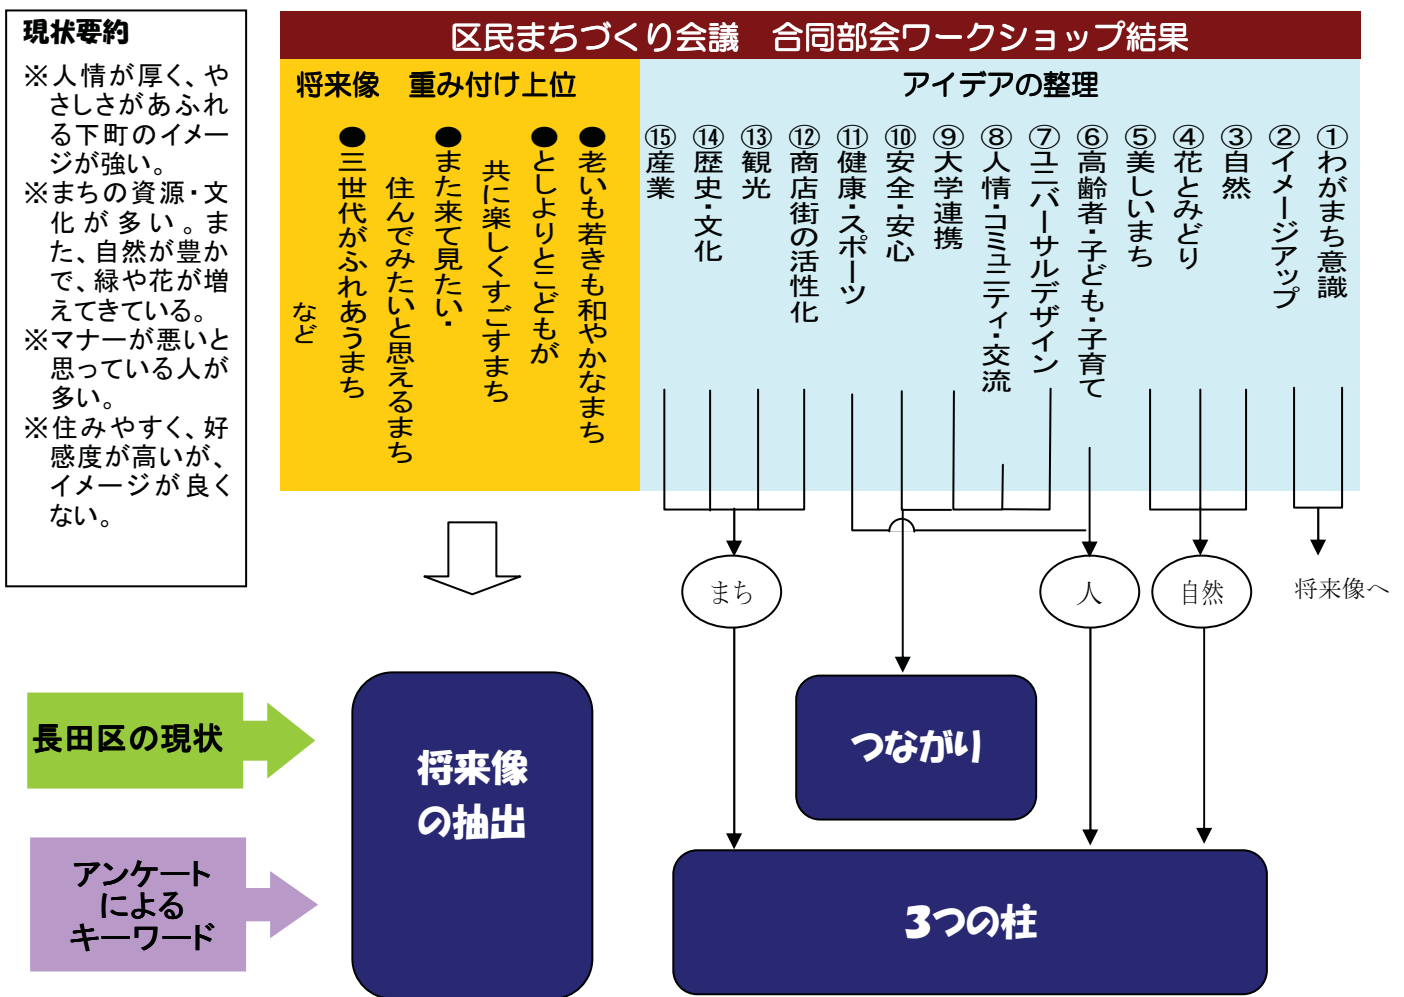 現状要約
※人情が厚く、や
さしさがあふれ
る下町のイメー
ジが強い。
※まちの資源・文
化が多い。ま
た、自然が豊か
で、緑や花が増
えてきている。
※マナーが悪いと
思っている人が
多い。
※住みやすく、好
感度が高いが、
イメージが良く
ない。
区民まちづくり会議　合同部会ワークショップ結果
将来像　重み付け上位
●老いも若きも和やかなまち
●としよりとこどもが
共に楽しくすごすまち
●また来て見たい・
住んでみたいと思えるまち
●三世代がふれあうまち
など
アイデアの整理
①わがまち意識
②イメージアップ
③自然
④花とみどり
⑤美しいまち
⑥高齢者・子ども・子育て
⑦ユニバーサルデザイン
⑧人情・コミュニティ・交流
⑨大学連携
⑩安全・安心
⑪健康・スポーツ
⑫商店街の活性化
⑬観光
⑭歴史・文化
⑮産業
まち
人
自然
将来像へ
長田区の現状
アンケート
による
キーワード
将来像
の抽出
つながり
3つの柱